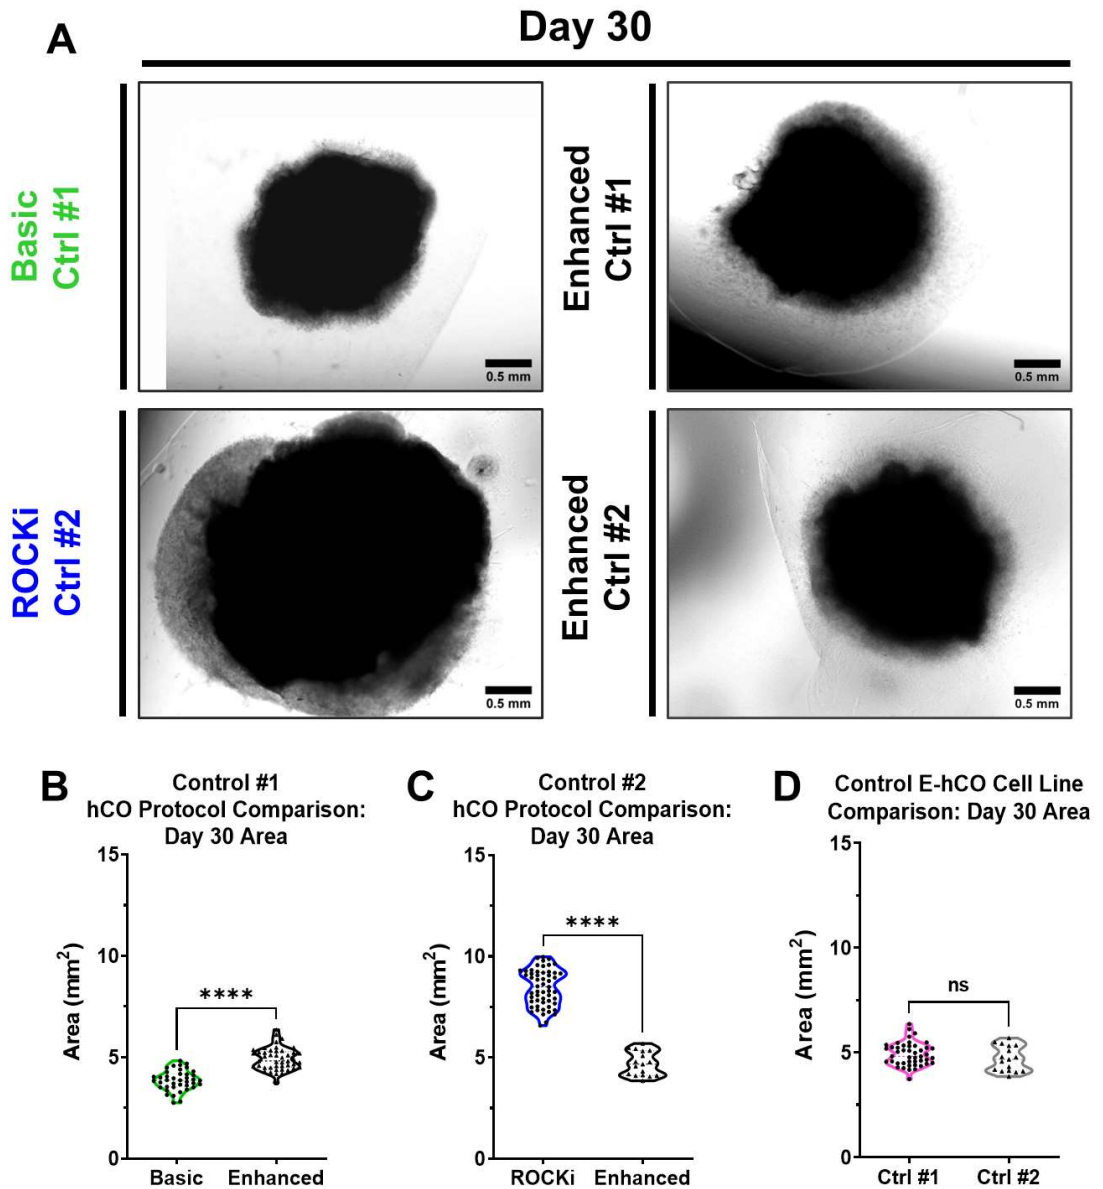 A
Day 30
Basic
Ctrl #1
0.5 mm
Enhanced
Ctrl #1
0.5 mm
ROCKi
Ctrl #2
0.5 mm
Enhanced
Ctrl #2
0.5 mm
B
Control #1
hCO Protocol Comparison:
Day 30 Area
Area (mm²)
15
10
5
0
****
Basic
Enhanced
C
Control #2
hCO Protocol Comparison:
Day 30 Area
Area (mm²)
15
10
5
0
****
ROCKi
Enhanced
D
Control E-hCO Cell Line
Comparison: Day 30 Area
Area (mm²)
15
10
5
0
ns
Ctrl #1
Ctrl #2